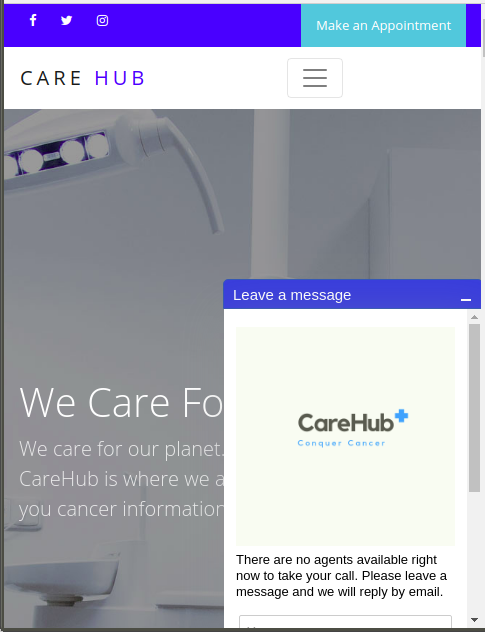 Make an Appointment
CARE HUB
Leave a message
CareHub
Conquer Cancer
We Care Fo
We care for our planet.
CareHub is where we a
you cancer information
There are no agents available right
now to take your call. Please leave a
message and we will reply by email.